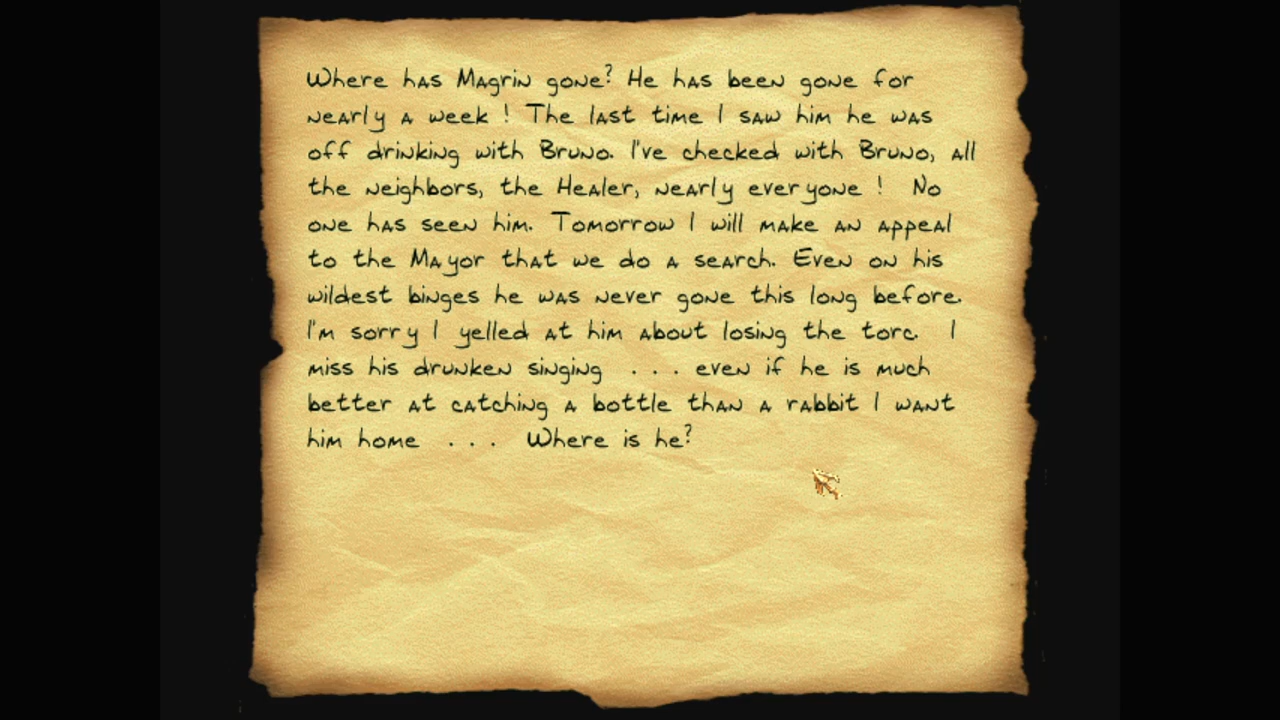 Where has Magrin gone? He has been gone for
nearly a week ! The last time I saw him he was
off drinking with Bruno. I've checked with Bruno, all
the neighbors, the Healer, nearly everyone ! No
one has seen him. Tomorrow I will make an appeal
to the Mayor that we do a search. Even on his
wildest binges he was never gone this long before.
I'm sorry I yelled at him about losing the torc. I
miss his drunken singing . . . even if he is much
better at catching a bottle than a rabbit I want
him home . . . Where is he?